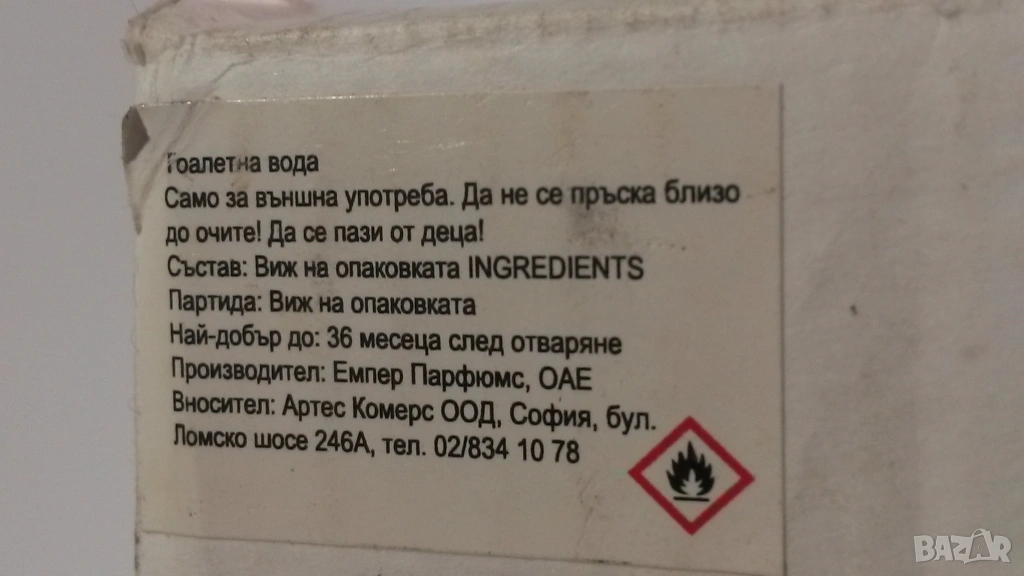 Тоалетна вода
Само за външна употреба. Да не се пръска близо
до очите! Да се пази от деца!
Състав: Виж на опаковката INGREDIENTS
Партида: Виж на опаковката
Най-добър до: 36 месеца след отваряне
Производител: Емпер Парфюмс, ОАЕ
Вносител: Артес Комерс ООД, София, бул.
Ломско шосе 246А, тел. 02/834 10 78
BAZAR